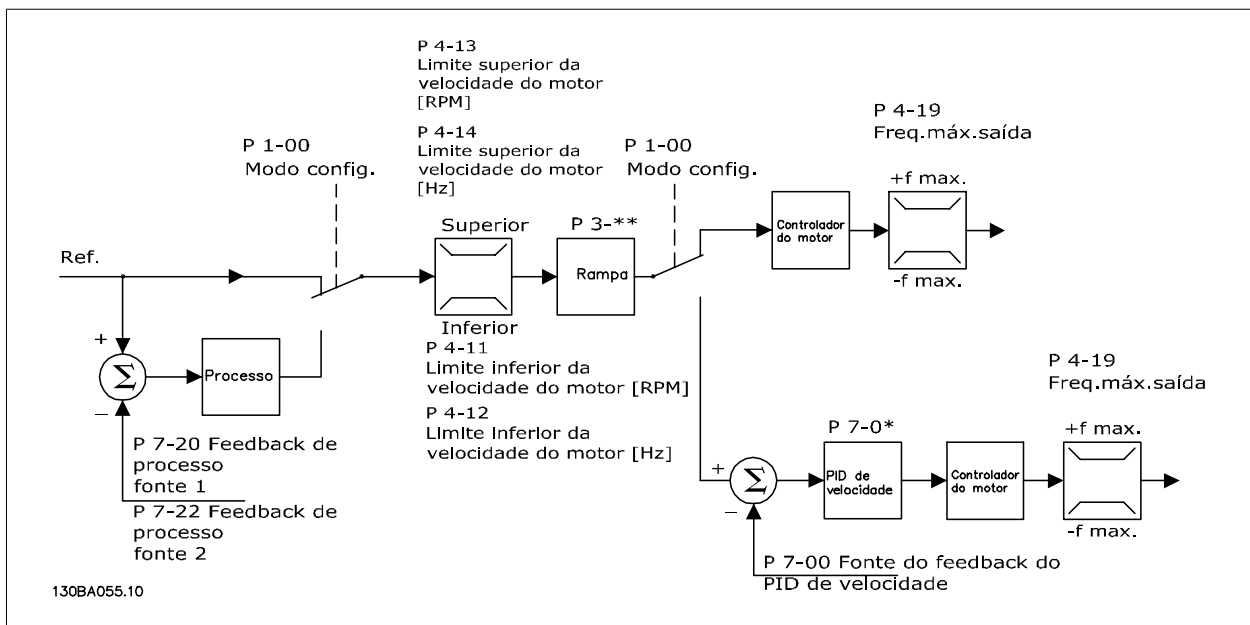 P 4-13
Limite superior da
velocidade do motor
[RPM]
P 4-14
Limite superior da
velocidade do motor
[Hz]
P 1-00
Modo config.
P 1-00
Modo config.
P 4-19
Freq.máx.saída
+f max.
-f max.
Superior
Inferior
P 3-**
Rampa
Controlador
do motor
Ref.
+
Σ
−
Processo
P 4-11
Limite inferior da
velocidade do motor [RPM]
P 4-12
Limite inferior da
velocidade do motor [Hz]
P 7-20 Feedback de
processo
fonte 1
P 7-22 Feedback de
processo
fonte 2
P 7-0*
+
Σ
−
PID de
velocidade
Controlador
do motor
P 4-19
Freq.máx.saída
+f max.
-f max.
P 7-00 Fonte do feedback do
PID de velocidade
130BA055.10